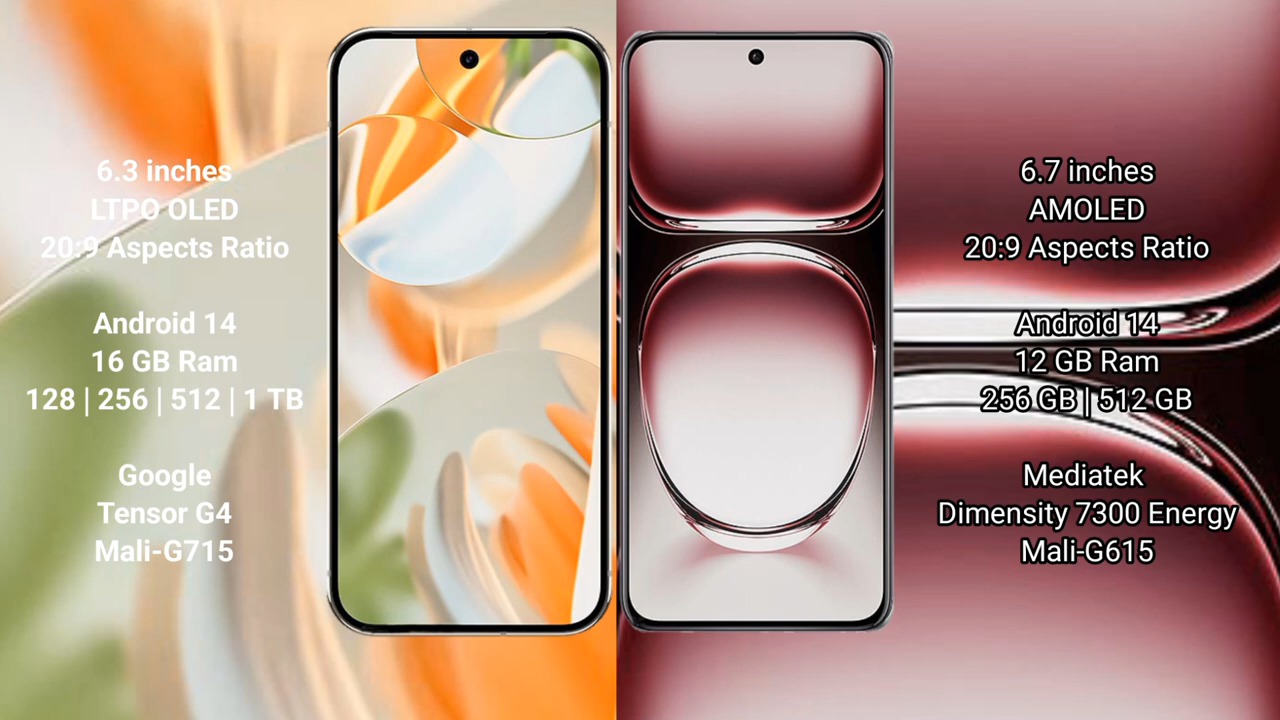 6.3 inches
LTPO OLED
20:9 Aspects Ratio
Android 14
16 GB Ram
128 | 256 | 512 | 1 TB
Google
Tensor G4
Mali-G715
6.7 inches
AMOLED
20:9 Aspects Ratio
Android 14
12 GB Ram
256 GB | 512 GB
Mediatek
Dimensity 7300 Energy
Mali-G615